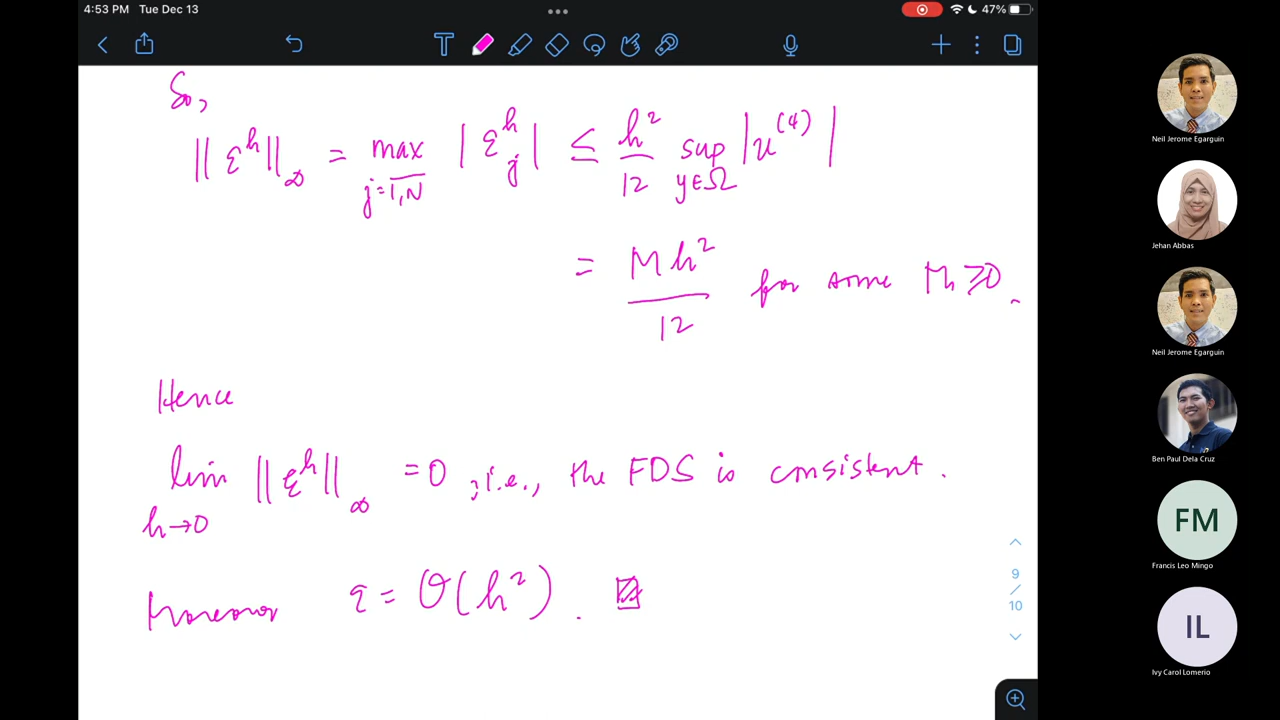 4:53 PM Tue Dec 13
47%
So,
‖ε^h‖_∞ = max_{j=1,N} |ε_j^h| ≤ h²/12 sup_{y∈Ω} |u^{(4)}|
= Mh²/12 for some M ≥ 0.
Hence
lim_{h→0} ‖ε^h‖_∞ = 0, i.e., the FDS is consistent.
Moreover ε = O(h²).
9
/
10
Neil Jerome Egarguin
Jehan Abbas
Neil Jerome Egarguin
Ben Paul Dela Cruz
FM
Francis Leo Mingo
IL
Ivy Carol Lomerio